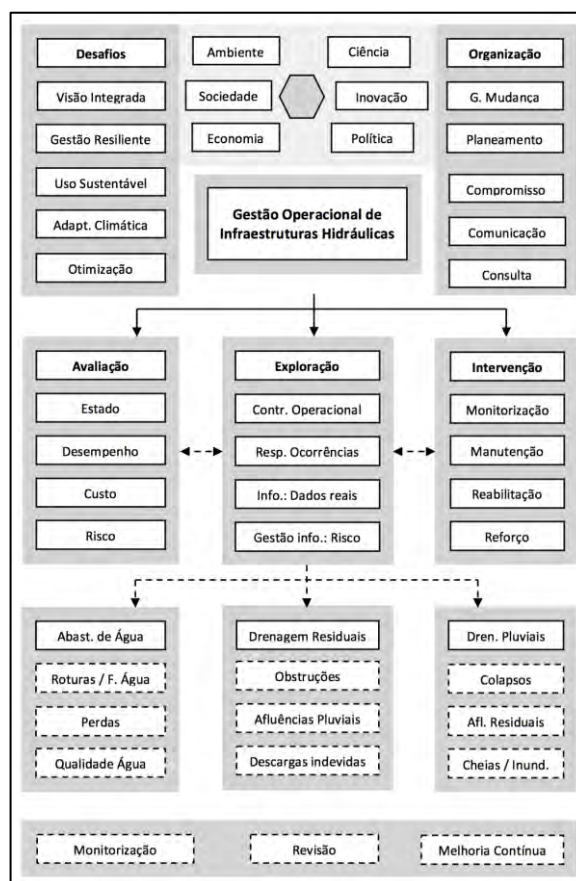 Desafios
Visão Integrada
Gestão Resiliente
Uso Sustentável
Adapt. Climática
Otimização
Ambiente
Ciência
Sociedade
Inovação
Economia
Política
Gestão Operacional de
Infraestruturas Hidráulicas
Organização
G. Mudança
Planeamento
Compromisso
Comunicação
Consulta
Avaliação
Estado
Desempenho
Custo
Risco
Exploração
Contr. Operacional
Resp. Ocorrências
Info.: Dados reais
Gestão info.: Risco
Intervenção
Monitorização
Manutenção
Reabilitação
Reforço
Abast. de Água
Roturas / F. Água
Perdas
Qualidade Água
Drenagem Residuais
Obstruções
Afluências Pluviais
Descargas indevidas
Dren. Pluviais
Colapsos
Afl. Residuais
Cheias / Inund.
Monitorização
Revisão
Melhoria Contínua